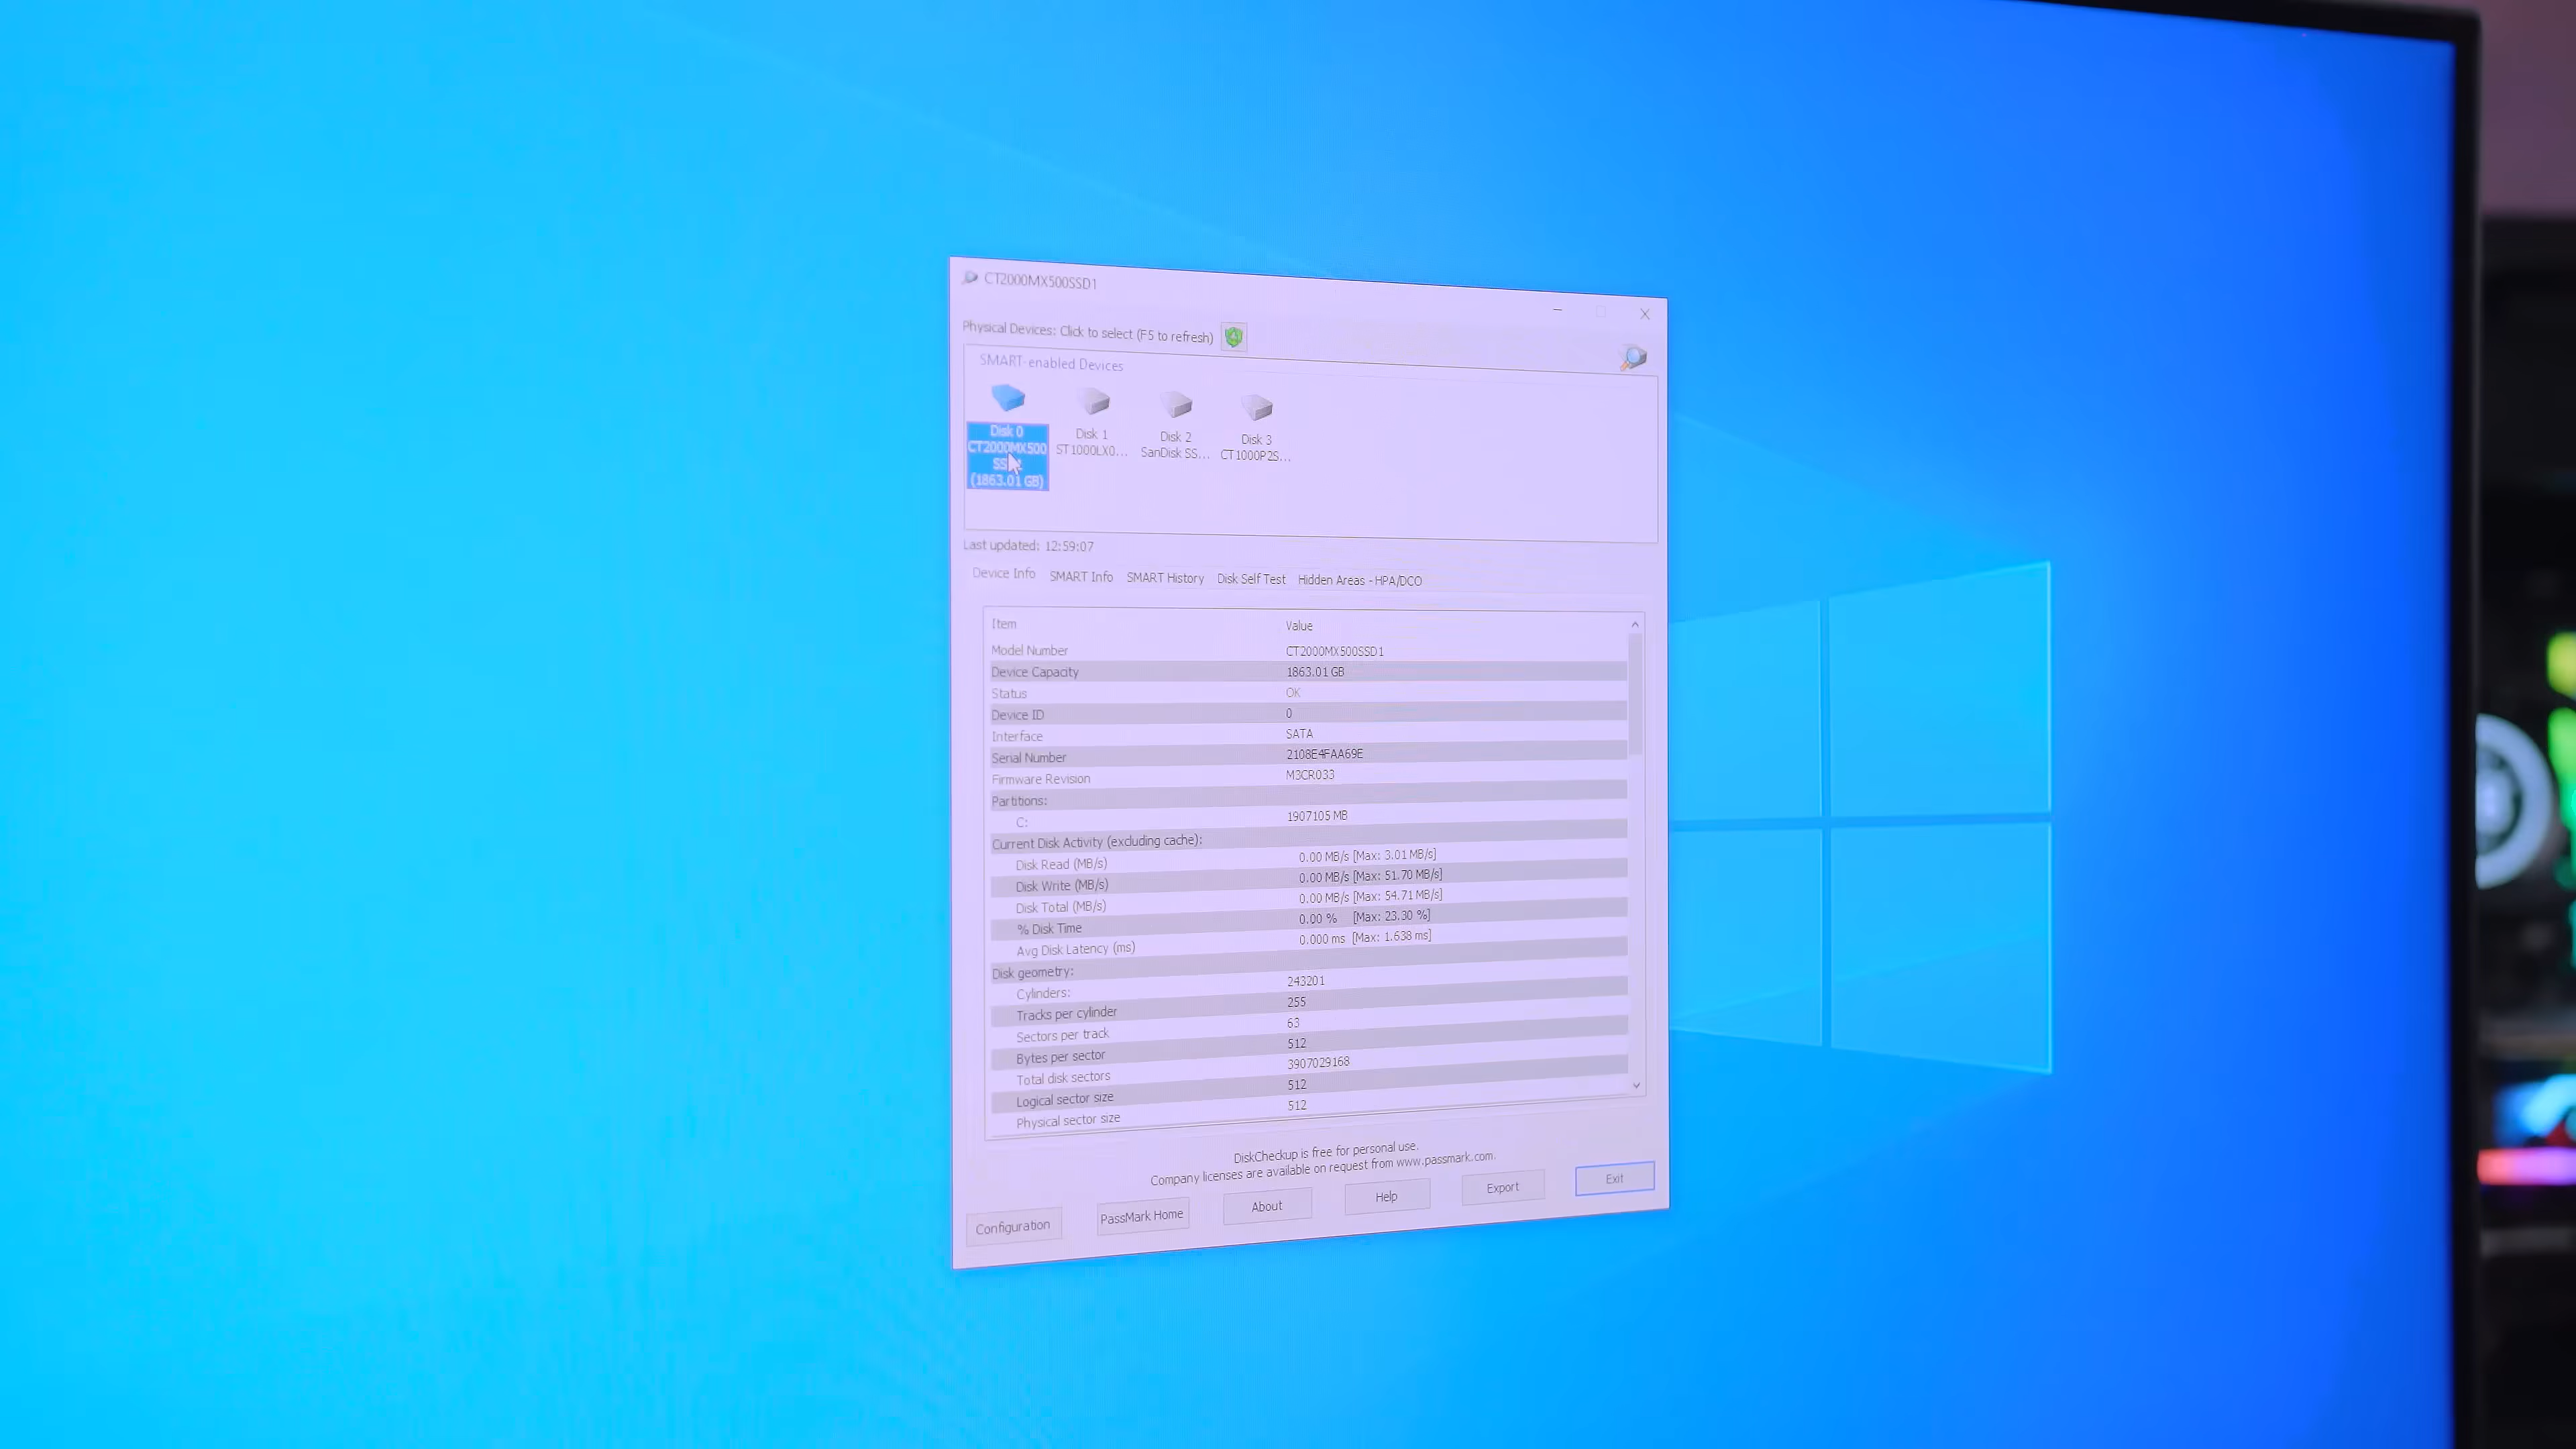 CT2000MX500SSD1
Physical Devices: Click to select (F5 to refresh)
SMART-enabled Devices
Disk 0
CT2000MX500
(1863.01 GB)
Disk 1
ST1000LX0...
Disk 2
SanDisk SS...
Disk 3
CT1000P2S...
Last updated: 12:59:07
Device Info SMART Info SMART History Disk Self Test Hidden Areas - HPA/DCO
Item Value
Model Number CT2000MX500SSD1
Device Capacity 1863.01 GB
Status OK
Device ID 0
Interface SATA
Serial Number 2108E4FAA69E
Firmware Revision M3CR033
Partitions:
C: 1907105 MB
Current Disk Activity (excluding cache):
Disk Read (MB/s) 0.00 MB/s [Max: 3.01 MB/s]
Disk Write (MB/s) 0.00 MB/s [Max: 51.70 MB/s]
Disk Total (MB/s) 0.00 MB/s [Max: 54.71 MB/s]
% Disk Time 0.00 % [Max: 23.30 %]
Avg Disk Latency (ms) 0.000 ms [Max: 1.638 ms]
Disk geometry:
Cylinders: 243201
Tracks per cylinder 255
Sectors per track 63
Bytes per sector 512
Total disk sectors 3907029168
Logical sector size 512
Physical sector size 512
DiskCheckup is free for personal use.
Company licenses are available on request from www.passmark.com.
Configuration PassMark Home About Help Export Exit